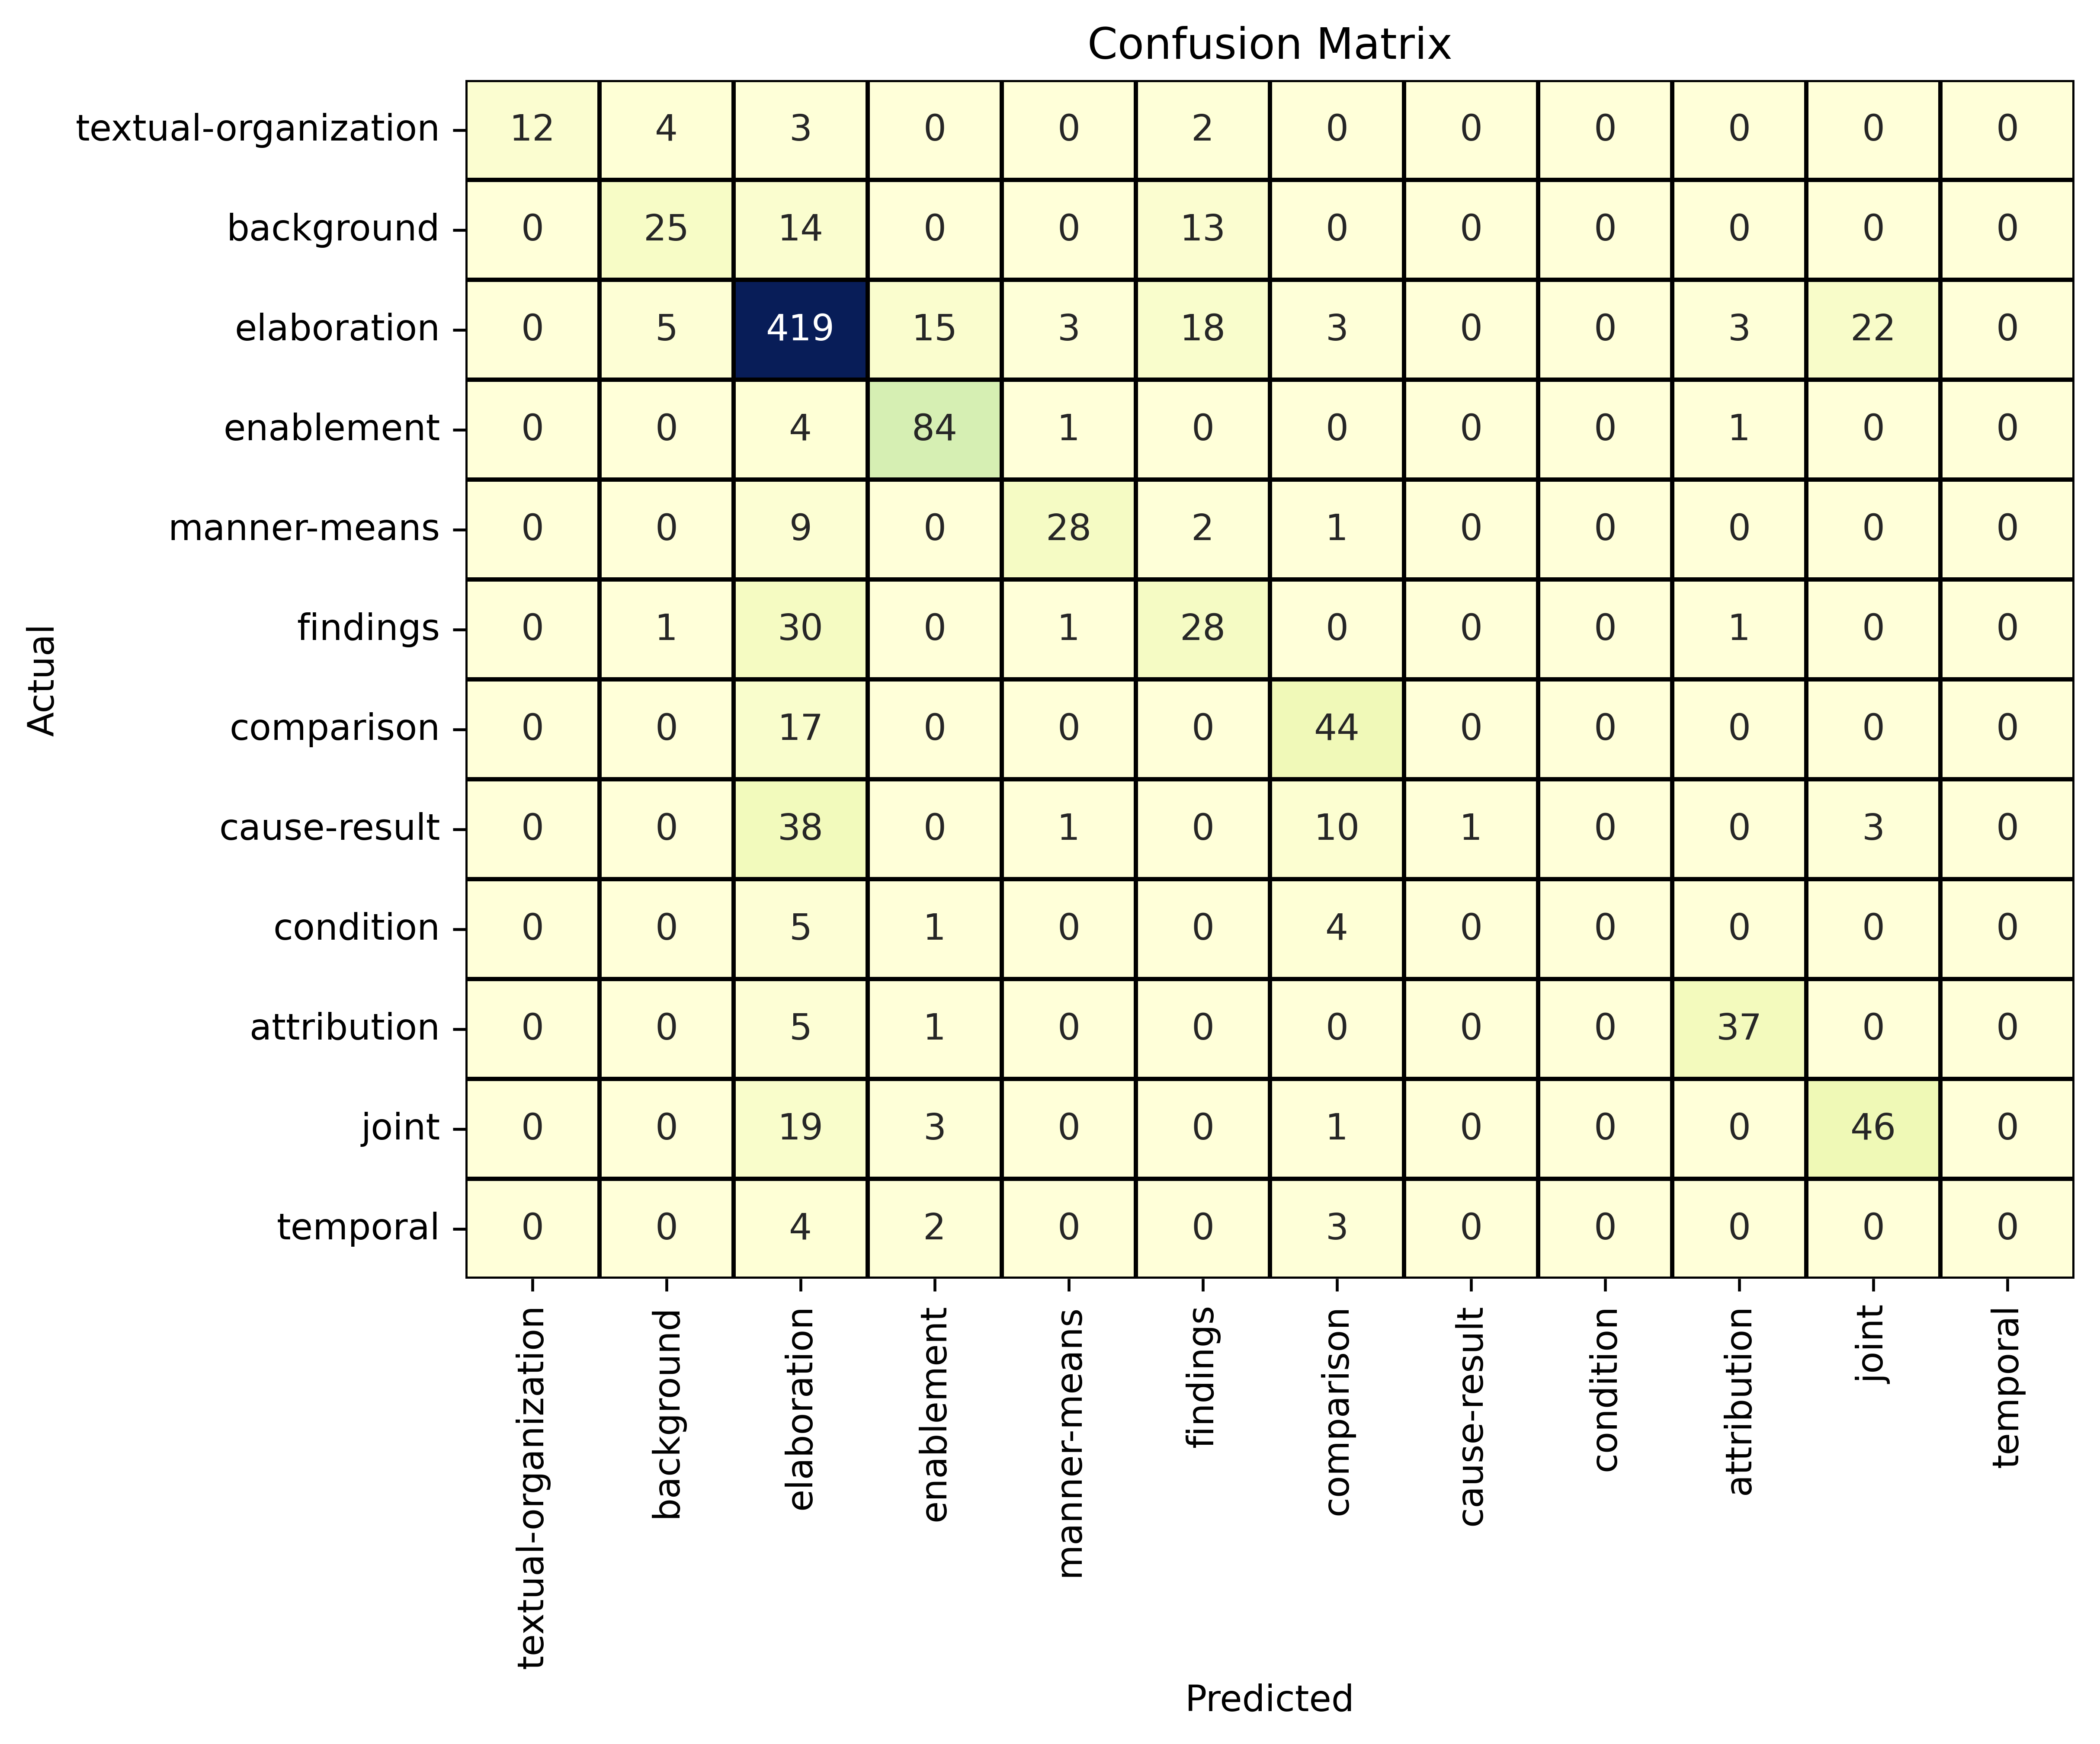 Confusion Matrix
textual-organization 12 4 3 0 0 2 0 0 0 0 0 0
background 0 25 14 0 0 13 0 0 0 0 0 0
elaboration 0 5 419 15 3 18 3 0 0 3 22 0
enablement 0 0 4 84 1 0 0 0 0 1 0 0
manner-means 0 0 9 0 28 2 1 0 0 0 0 0
findings 0 1 30 0 1 28 0 0 0 1 0 0
comparison 0 0 17 0 0 0 44 0 0 0 0 0
cause-result 0 0 38 0 1 0 10 1 0 0 3 0
condition 0 0 5 1 0 0 4 0 0 0 0 0
attribution 0 0 5 1 0 0 0 0 0 37 0 0
joint 0 0 19 3 0 0 1 0 0 0 46 0
temporal 0 0 4 2 0 0 3 0 0 0 0 0
Actual
textual-organization
background
elaboration
enablement
manner-means
findings
comparison
cause-result
condition
attribution
joint
temporal
Predicted